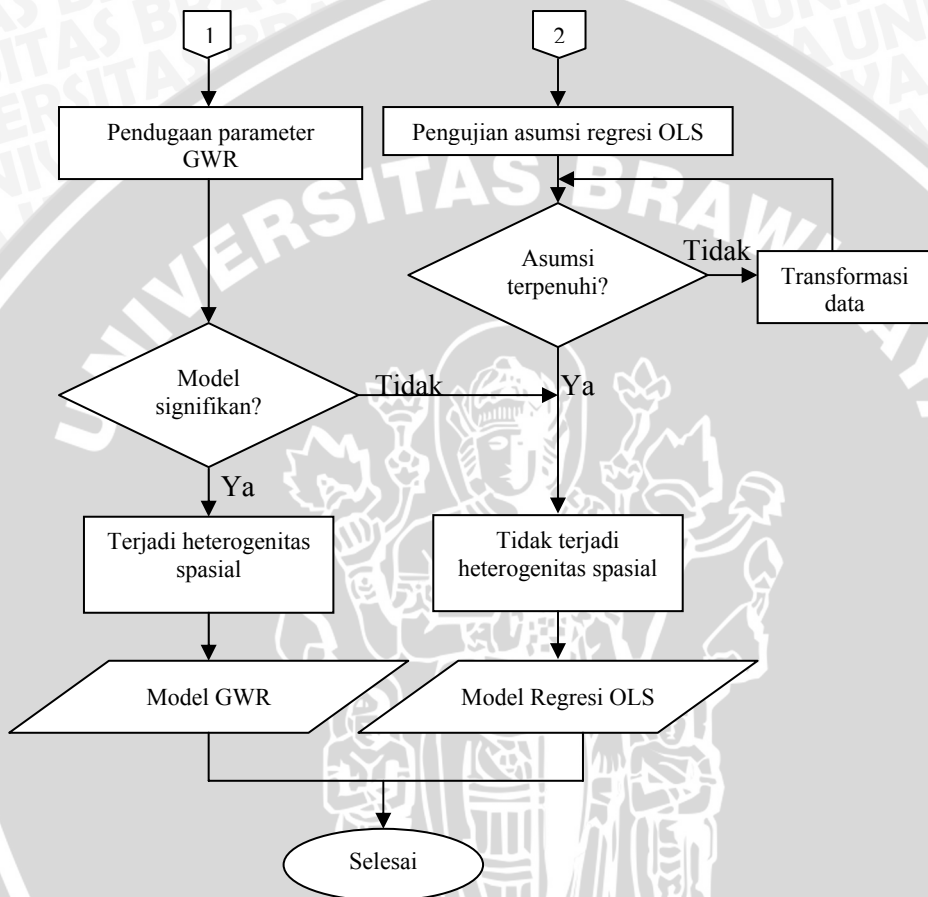 1
2
Pendugaan parameter
GWR
Pengujian asumsi regresi OLS
UNIVERSITAS BRAWIJAYA
Asumsi
terpenuhi?
Tidak
Transformasi
data
Model
signifikan?
Tidak
Ya
Ya
Terjadi heterogenitas
spasial
Tidak terjadi
heterogenitas spasial
Model GWR
Model Regresi OLS
Selesai